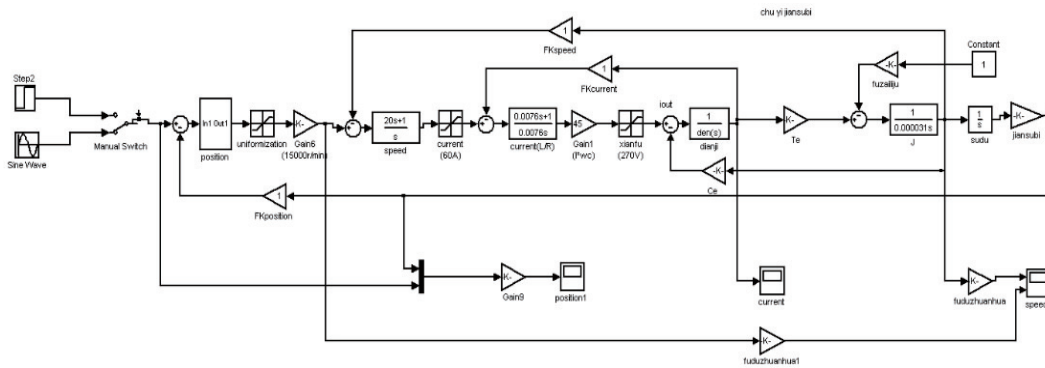 chu yi jiansubi
Step2
Sine Wave
Manual Switch
In1 Out1
position
uniformization
K-
Gain6
(15000r/min)
1
FKspeed
20s+1
s
speed
current
(60A)
1
FKcurrent
0.0076s+1
0.0076s
current(L/R)
45
Gain1
(Pwc)
xianfu
(270V)
iout
1
den(s)
dianji
-K-
Ce
K-
Te
-K-
fuzailiju
Constant
1
1
0.000031s
J
1
s
sudu
-K-
jiansubi
1
FKposition
K-
Gain9
position1
current
K-
fuduzhuanhua
speed
K-
fuduzhuanhua1